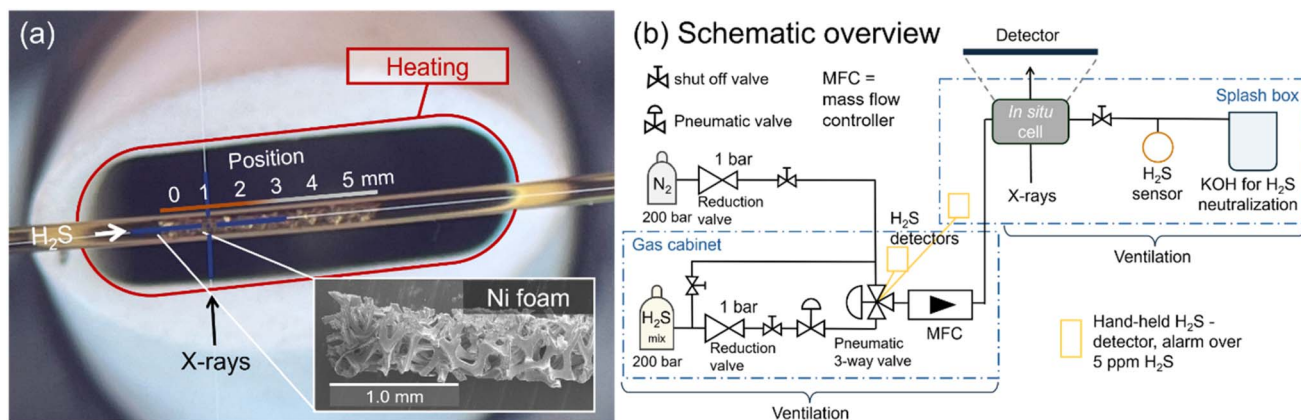 (a)
Heating
Position
0 1 2 3 4 5 mm
H₂S
X-rays
Ni foam
1.0 mm
(b) Schematic overview
Detector
shut off valve
Pneumatic valve
MFC =
mass flow
controller
Splash box
In situ
cell
X-rays
H₂S
sensor
KOH for H₂S
neutralization
Ventilation
1 bar
N₂
200 bar
Reduction
valve
H₂S
detectors
Gas cabinet
H₂S
mix
200 bar
1 bar
Reduction
valve
Pneumatic
3-way valve
MFC
Hand-held H₂S -
detector, alarm over
5 ppm H₂S
Ventilation